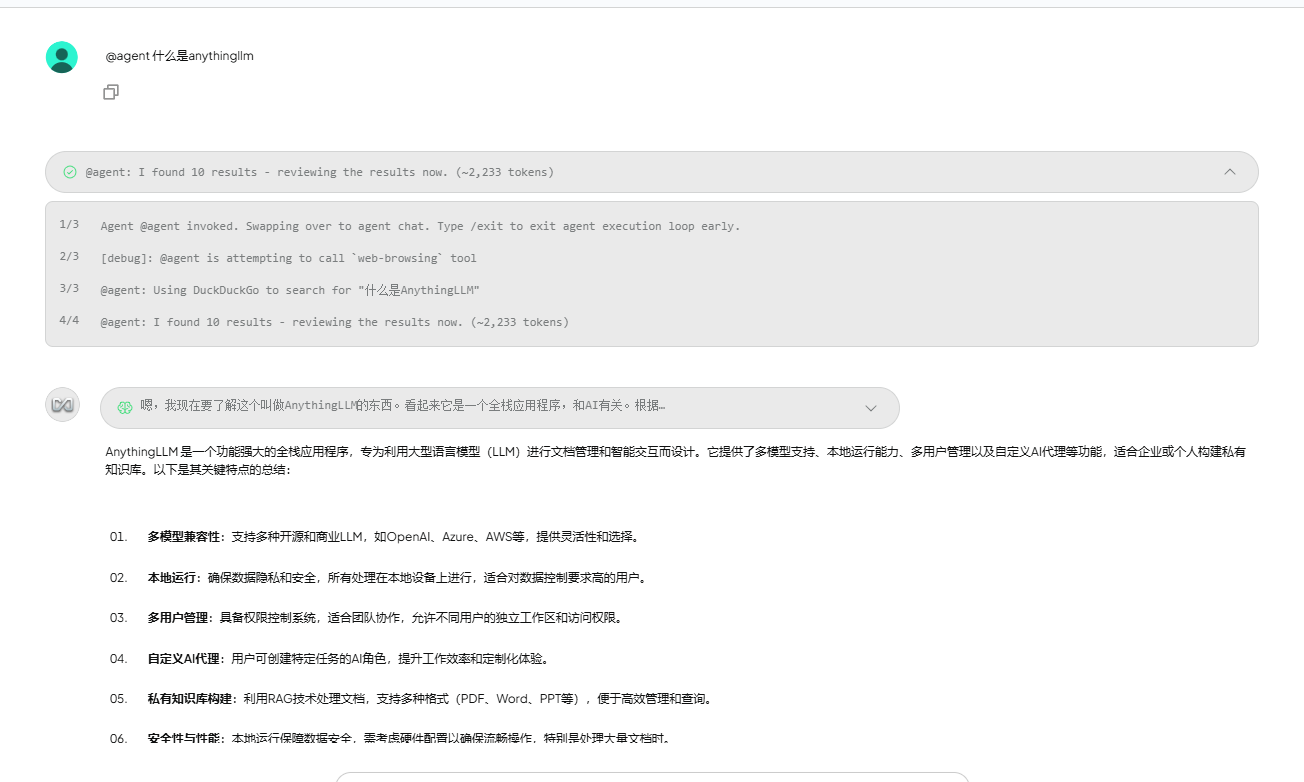 @agent 什么是anythingllm
@agent: I found 10 results - reviewing the results now. (~2,233 tokens)
1/3 Agent @agent invoked. Swapping over to agent chat. Type /exit to exit agent execution loop early.
2/3 [debug]: @agent is attempting to call `web-browsing` tool
3/3 @agent: Using DuckDuckGo to search for "什么是AnythingLLM"
4/4 @agent: I found 10 results - reviewing the results now. (~2,233 tokens)
嗯，我现在要了解这个叫做AnythingLLM的东西。看起来它是一个全栈应用程序，和AI有关。根据…
AnythingLLM 是一个功能强大的全栈应用程序，专为利用大型语言模型（LLM）进行文档管理和智能交互而设计。它提供了多模型支持、本地运行能力、多用户管理以及自定义AI代理等功能，适合企业或个人构建私有
知识库。以下是其关键特点的总结：
01. 多模型兼容性：支持多种开源和商业LLM，如OpenAI、Azure、AWS等，提供灵活性和选择。
02. 本地运行：确保数据隐私和安全，所有处理在本地设备上进行，适合对数据控制要求高的用户。
03. 多用户管理：具备权限控制系统，适合团队协作，允许不同用户的独立工作区和访问权限。
04. 自定义AI代理：用户可创建特定任务的AI角色，提升工作效率和定制化体验。
05. 私有知识库构建：利用RAG技术处理文档，支持多种格式（PDF、Word、PPT等），便于高效管理和查询。
06. 安全性与性能：本地运行保障数据安全，需考虑硬件配置以确保流畅操作，特别是处理大量文档时。